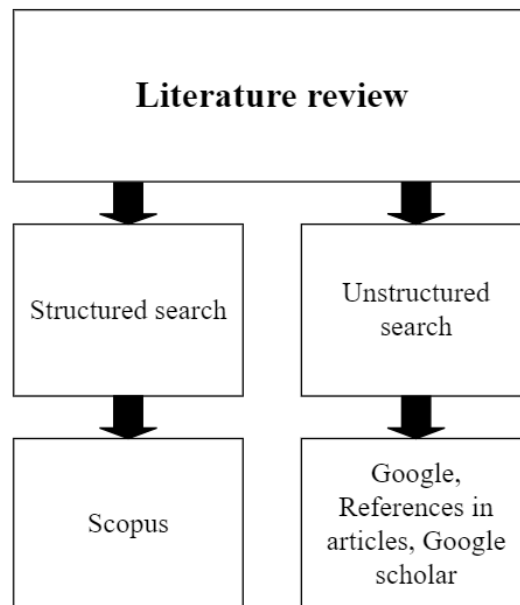 Literature review
Structured search
Unstructured
search
Scopus
Google,
References in
articles, Google
scholar